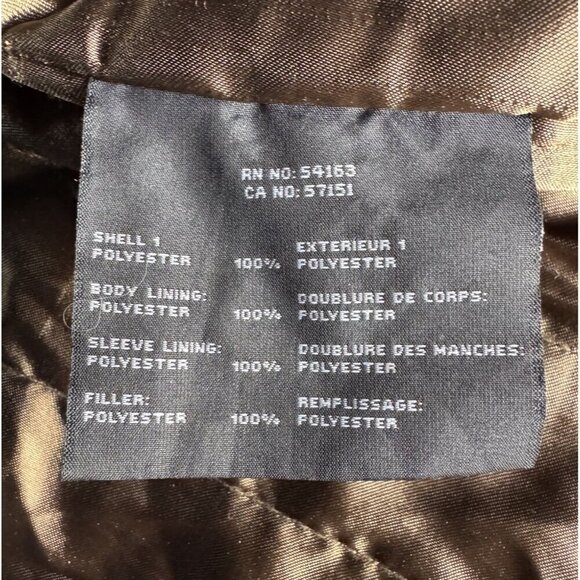 RN NO: 54163
CA NO: 57151
SHELL 1 EXTERIEUR 1
POLYESTER 100% POLYESTER
BODY LINING: DOUBLURE DE CORPS:
POLYESTER 100% POLYESTER
SLEEVE LINING: DOUBLURE DES MANCHES:
POLYESTER 100% POLYESTER
FILLER: REMPLISSAGE:
POLYESTER 100% POLYESTER